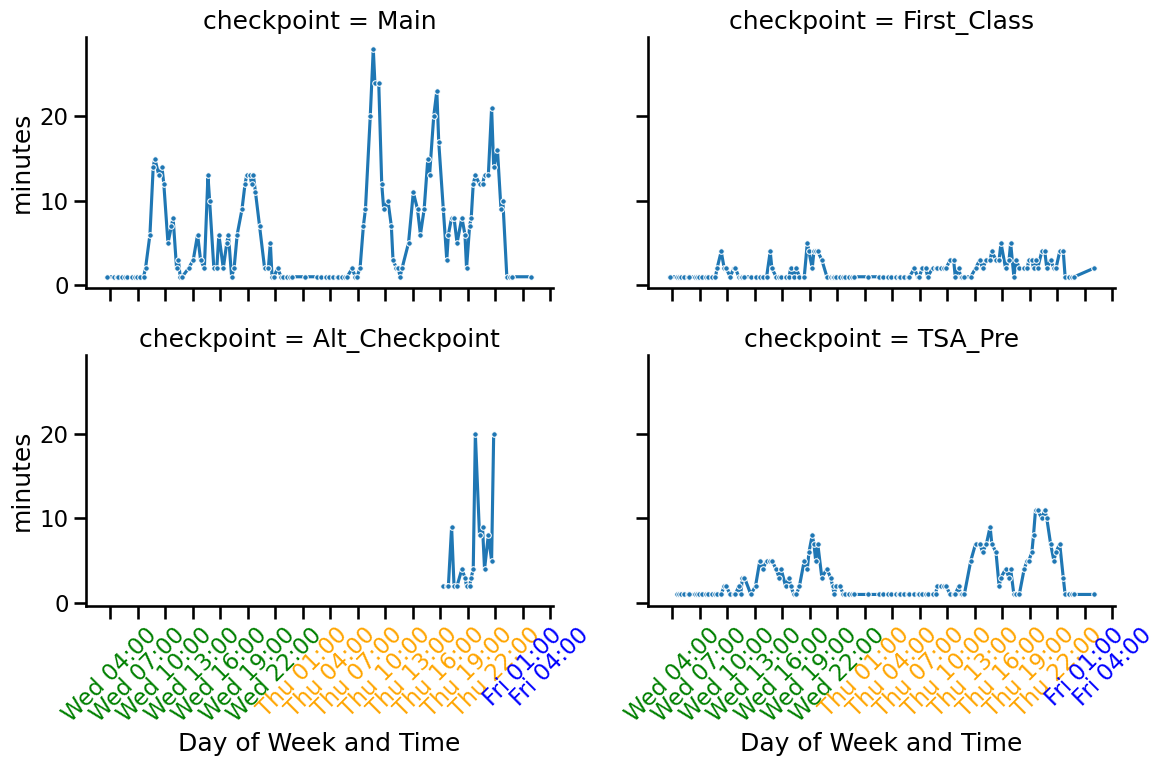 checkpoint = Main
checkpoint = First_Class
minutes
20
10
0
checkpoint = Alt_Checkpoint
checkpoint = TSA_Pre
minutes
20
10
0
Wed 04:00
Wed 07:00
Wed 10:00
Wed 13:00
Wed 16:00
Wed 19:00
Wed 22:00
Thu 01:00
Thu 04:00
Thu 07:00
Thu 10:00
Thu 13:00
Thu 16:00
Thu 19:00
Thu 22:00
Fri 01:00
Fri 04:00
Wed 04:00
Wed 07:00
Wed 10:00
Wed 13:00
Wed 16:00
Wed 19:00
Wed 22:00
Thu 01:00
Thu 04:00
Thu 07:00
Thu 10:00
Thu 13:00
Thu 16:00
Thu 19:00
Thu 22:00
Fri 01:00
Fri 04:00
Day of Week and Time
Day of Week and Time